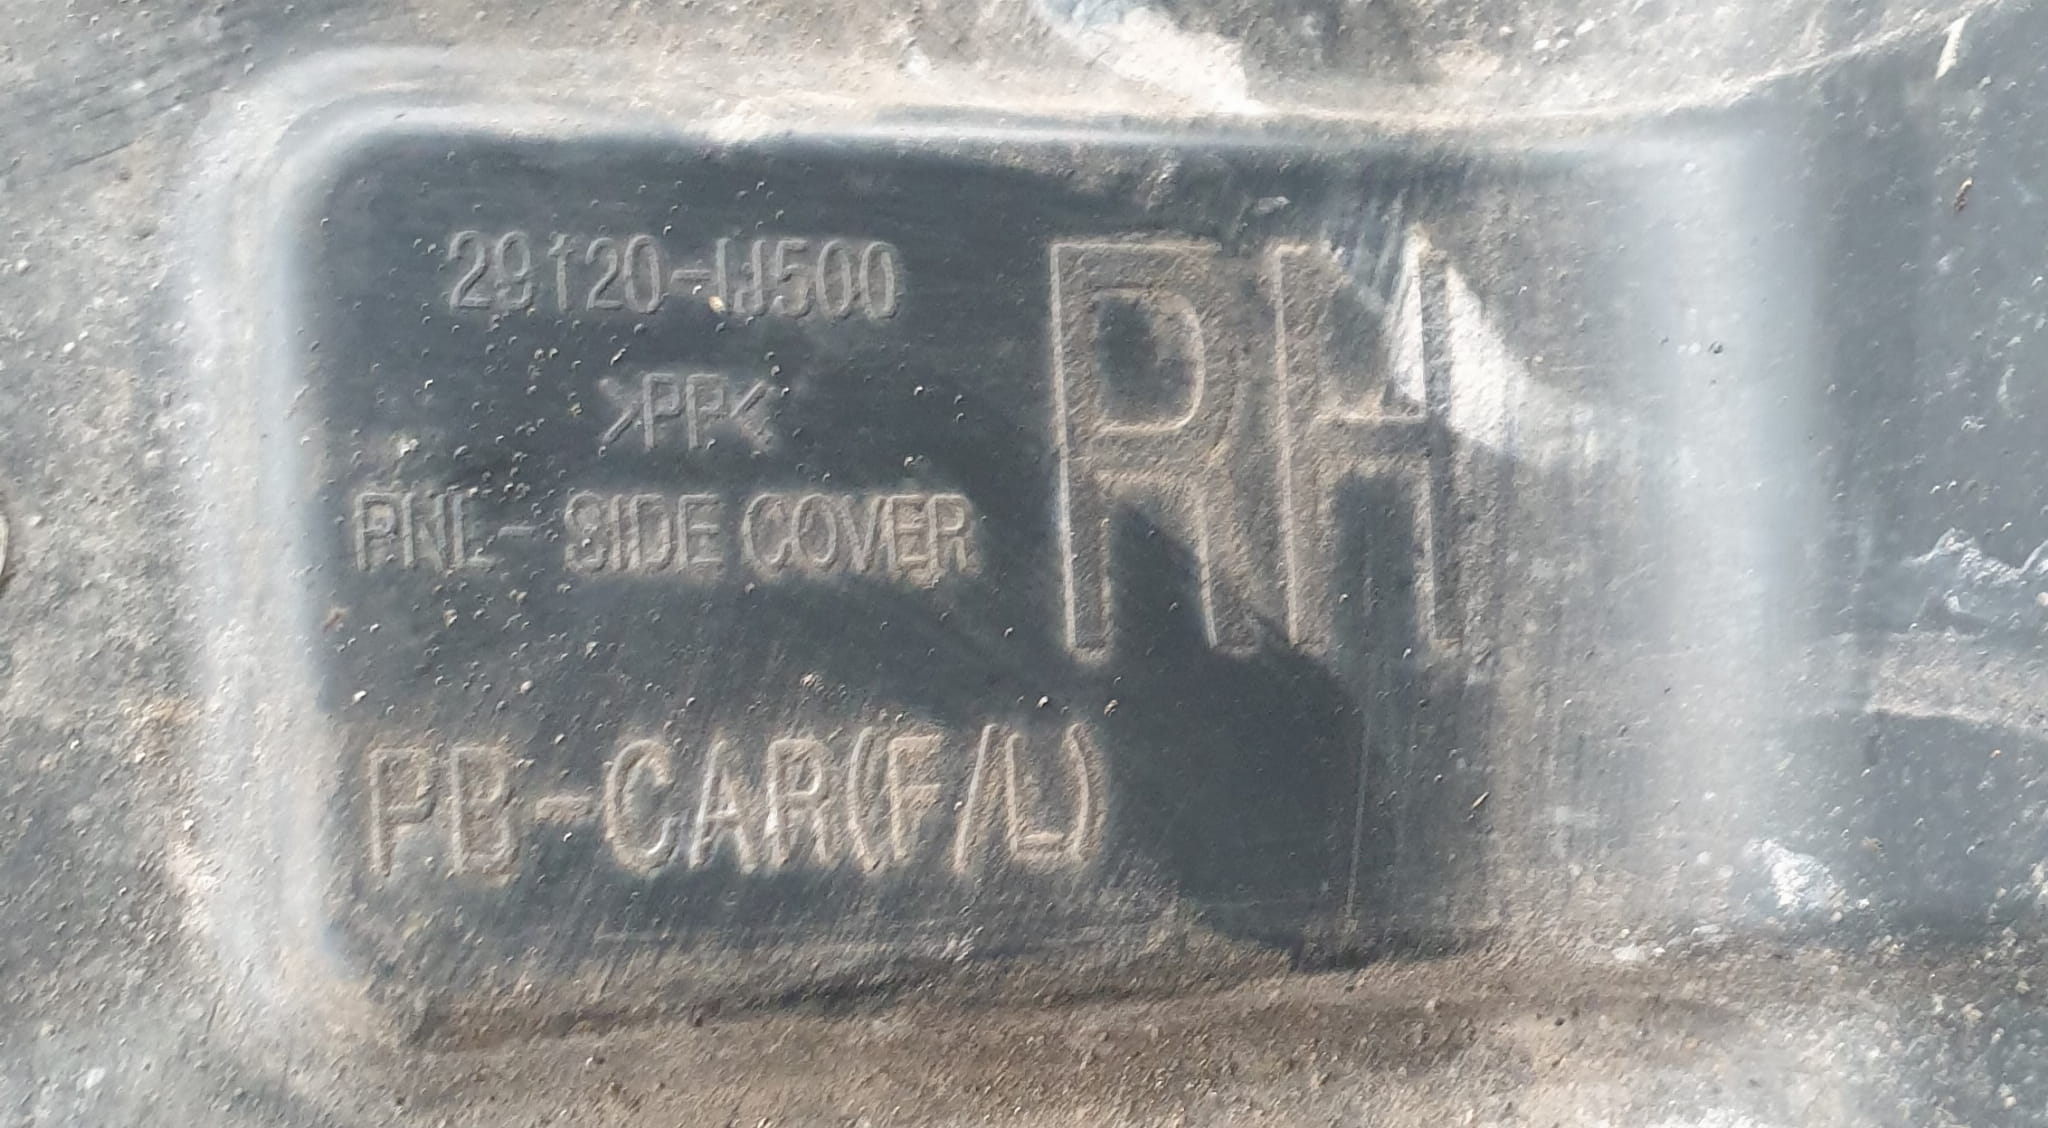 29120-1J500
RH
>PP<
PNL- SIDE COVER
PB-CAR(F/L)